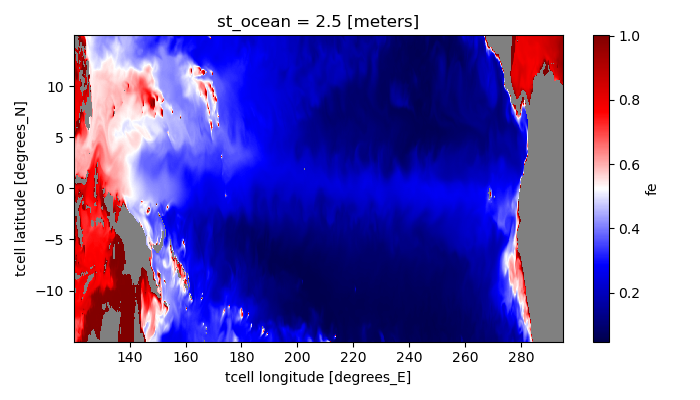 st_ocean = 2.5 [meters]
10
5
0
−5
−10
tcell latitude [degrees_N]
140 160 180 200 220 240 260 280
tcell longitude [degrees_E]
1.0
0.8
0.6
0.4
0.2
fe